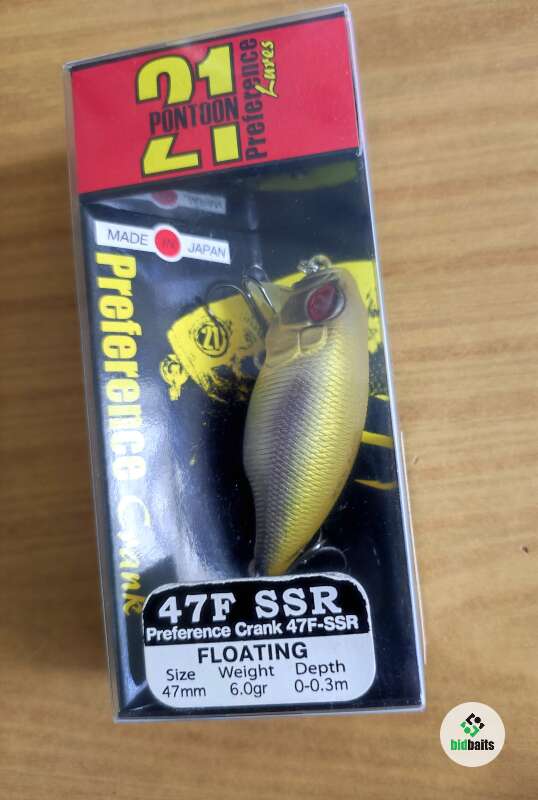 21
PONTOON
Preference
Lures
MADE IN JAPAN
Preference Crank
21
47F SSR
Preference Crank 47F-SSR
FLOATING
Size Weight Depth
47mm 6.0gr 0-0.3m
bidbaits